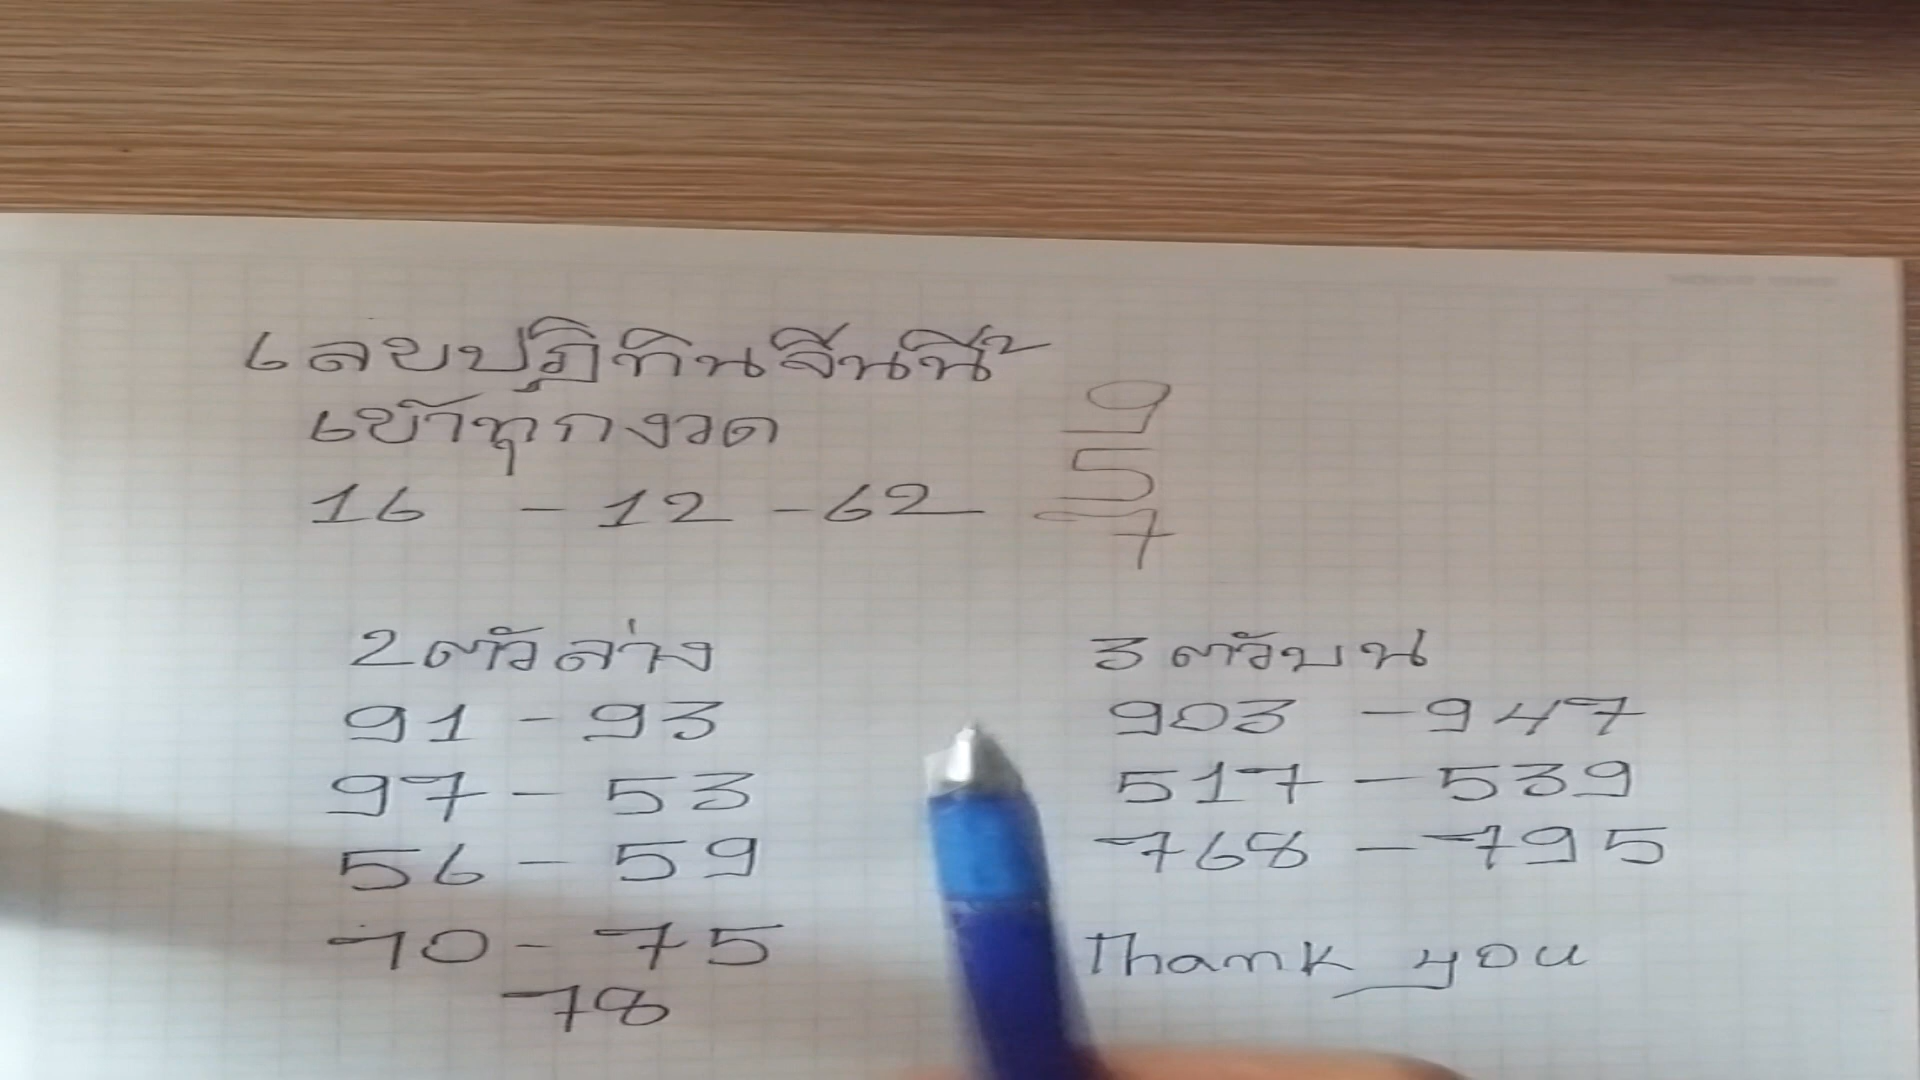 เลขปฏิทินจีนนี้
เข้าทุกงวด
16 - 12 - 62
9
5
7
2 ตัวล่าง
91 - 93
97 - 53
56 - 59
70 - 75
78
3 ตัวบน
903 - 947
517 - 539
768 - 795
Thank you